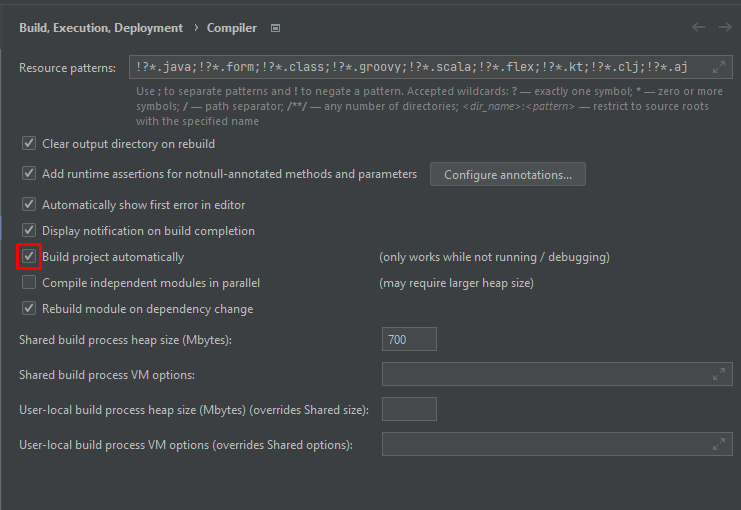 Build, Execution, Deployment › Compiler
Resource patterns: !?*.java;!?*.form;!?*.class;!?*.groovy;!?*.scala;!?*.flex;!?*.kt;!?*.clj;!?*.aj
Use ; to separate patterns and ! to negate a pattern. Accepted wildcards: ? — exactly one symbol; * — zero or more
symbols; / — path separator; /**/ — any number of directories; <dir_name>:<pattern> — restrict to source roots
with the specified name
Clear output directory on rebuild
Add runtime assertions for notnull-annotated methods and parameters Configure annotations...
Automatically show first error in editor
Display notification on build completion
Build project automatically (only works while not running / debugging)
Compile independent modules in parallel (may require larger heap size)
Rebuild module on dependency change
Shared build process heap size (Mbytes): 700
Shared build process VM options:
User-local build process heap size (Mbytes) (overrides Shared size):
User-local build process VM options (overrides Shared options):